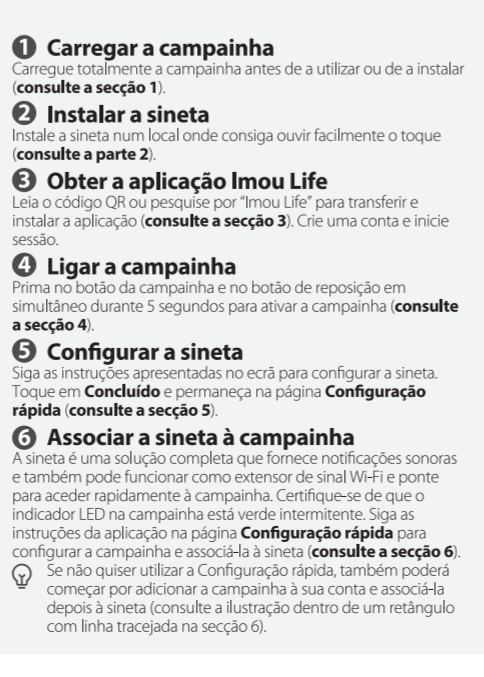 1 Carregar a campainha
Carregue totalmente a campainha antes de a utilizar ou de a instalar
(consulte a secção 1).
2 Instalar a sineta
Instale a sineta num local onde consiga ouvir facilmente o toque
(consulte a parte 2).
3 Obter a aplicação Imou Life
Leia o código QR ou pesquise por “Imou Life” para transferir e
instalar a aplicação (consulte a secção 3). Crie uma conta e inicie
sessão.
4 Ligar a campainha
Prima no botão da campainha e no botão de reposição em
simultâneo durante 5 segundos para ativar a campainha (consulte
a secção 4).
5 Configurar a sineta
Siga as instruções apresentadas no ecrã para configurar a sineta.
Toque em Concluído e permaneça na página Configuração
rápida (consulte a secção 5).
6 Associar a sineta à campainha
A sineta é uma solução completa que fornece notificações sonoras
e também pode funcionar como extensor de sinal Wi-Fi e ponte
para aceder rapidamente à campainha. Certifique-se de que o
indicador LED na campainha está verde intermitente. Siga as
instruções da aplicação na página Configuração rápida para
configurar a campainha e associá-la à sineta (consulte a secção 6).
Se não quiser utilizar a Configuração rápida, também poderá
começar por adicionar a campainha à sua conta e associá-la
depois à sineta (consulte a ilustração dentro de um retângulo
com linha tracejada na secção 6).